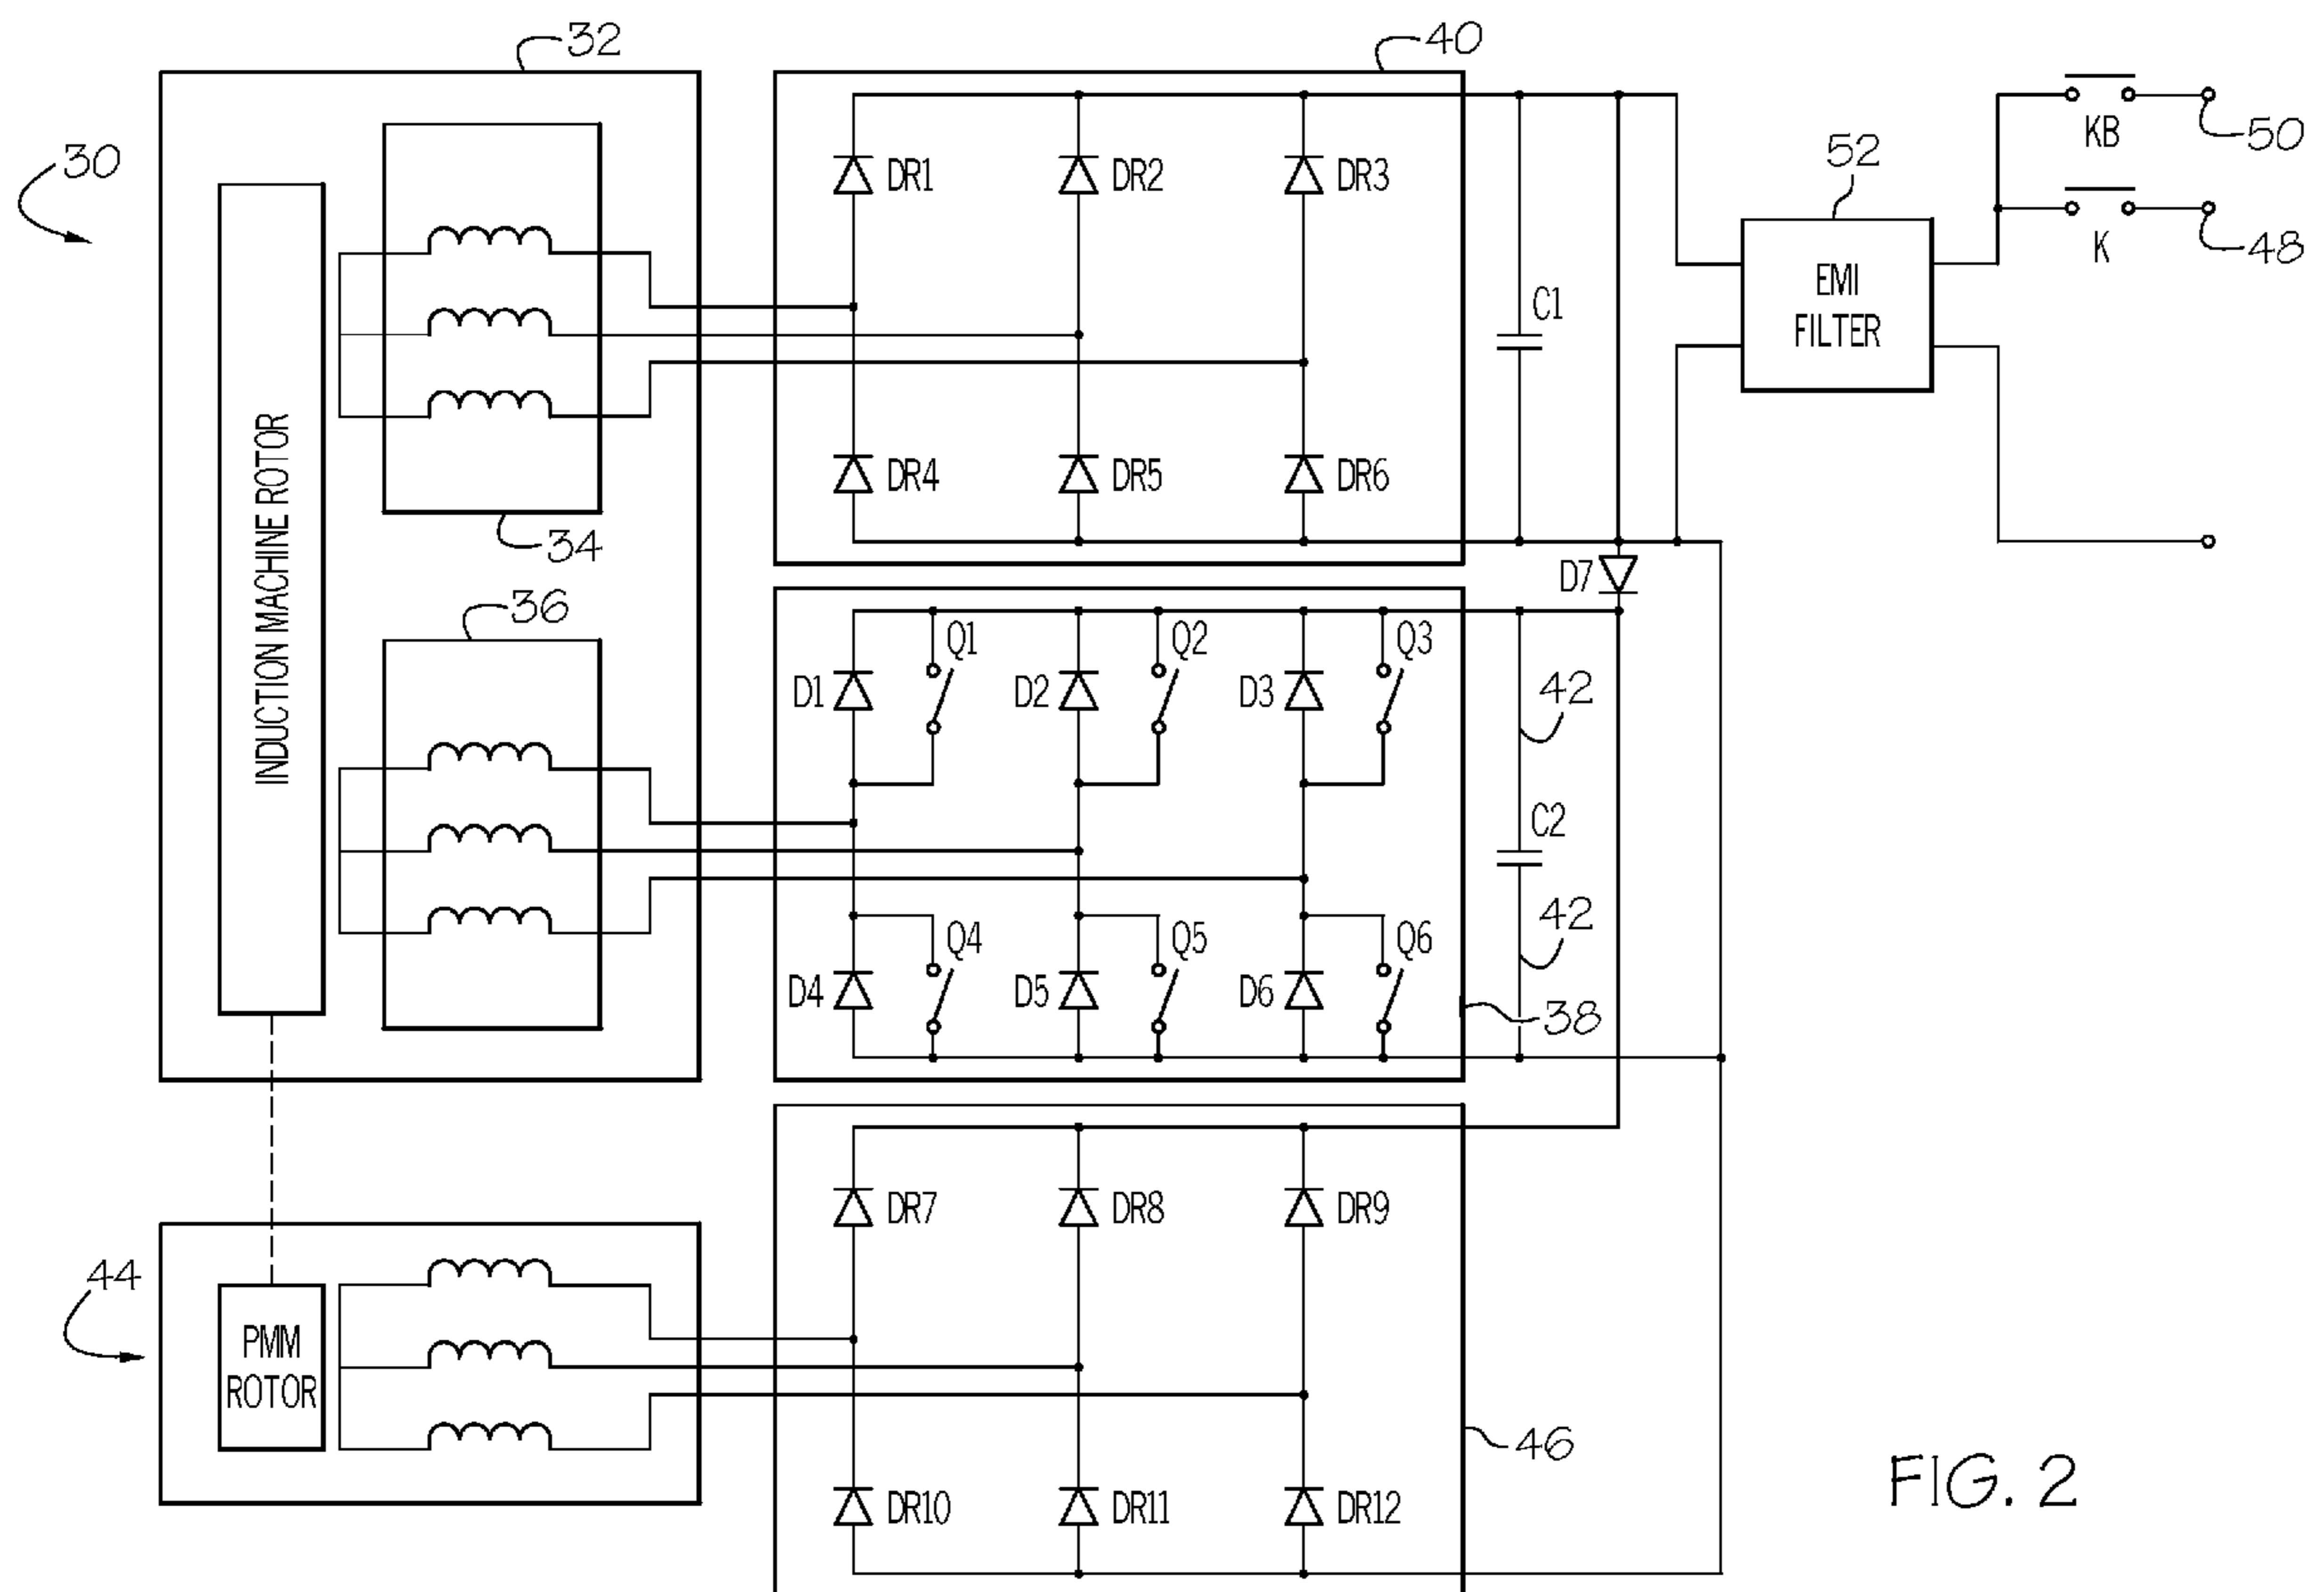 32
40
30
50
KB
52
DR1
DR2
DR3
48
K
EMI
FILTER
C1
INDUCTION MACHINE ROTOR
DR4
DR5
DR6
34
D7
36
Q1
Q2
Q3
D1
D2
D3
42
C2
42
Q4
Q5
Q6
D4
D5
D6
38
DR7
DR8
DR9
44
PMM
ROTOR
46
DR10
DR11
DR12
FIG. 2